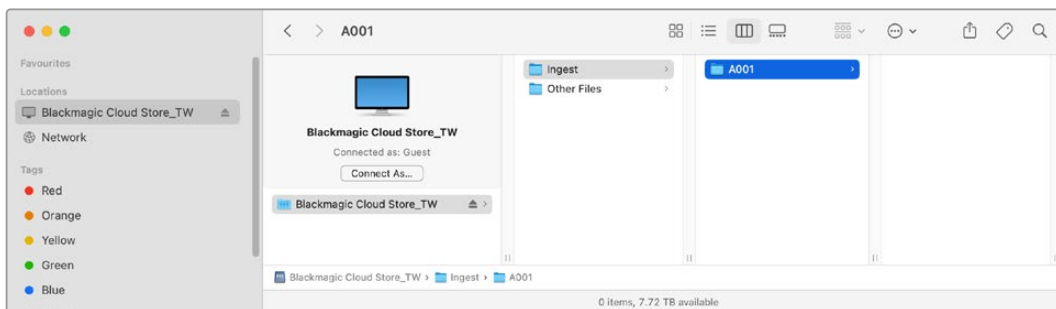 A001
Favourites
Locations
Blackmagic Cloud Store_TW
Network
Tags
Red
Orange
Yellow
Green
Blue
Blackmagic Cloud Store_TW
Connected as: Guest
Connect As...
Blackmagic Cloud Store_TW
Ingest
Other Files
A001
Blackmagic Cloud Store_TW › Ingest › A001
0 items, 7.72 TB available